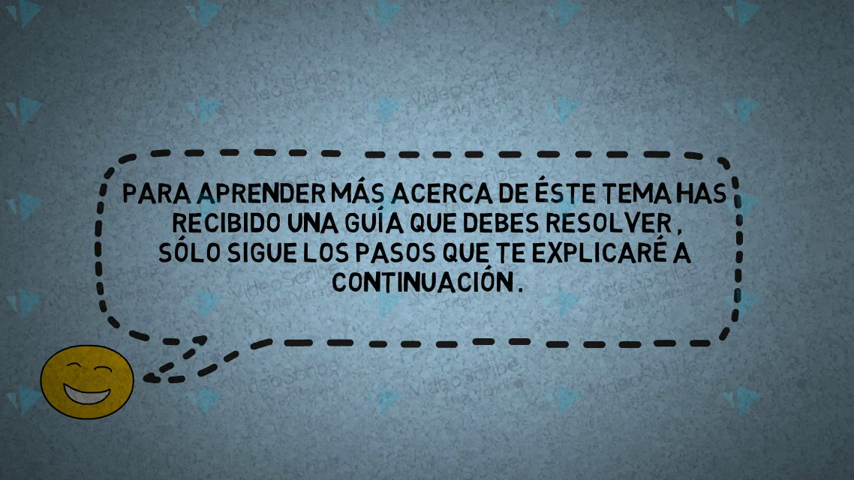 PARA APRENDER MÁS ACERCA DE ÉSTE TEMA HAS
RECIBIDO UNA GUÍA QUE DEBES RESOLVER,
SÓLO SIGUE LOS PASOS QUE TE EXPLICARÉ A
CONTINUACIÓN.